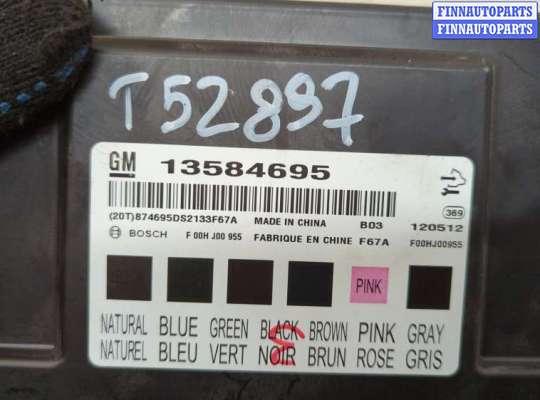 FINNAUTOPARTS
FINNAUTOPARTS
T52897
GM 13584695
(20T)874695DS2133F67A MADE IN CHINA B03 120512
369
BOSCH F 00H J00 955 FABRIQUE EN CHINE F67A F00HJ00955
PINK
NATURAL BLUE GREEN BLACK BROWN PINK GRAY
NATUREL BLEU VERT NOIR BRUN ROSE GRIS